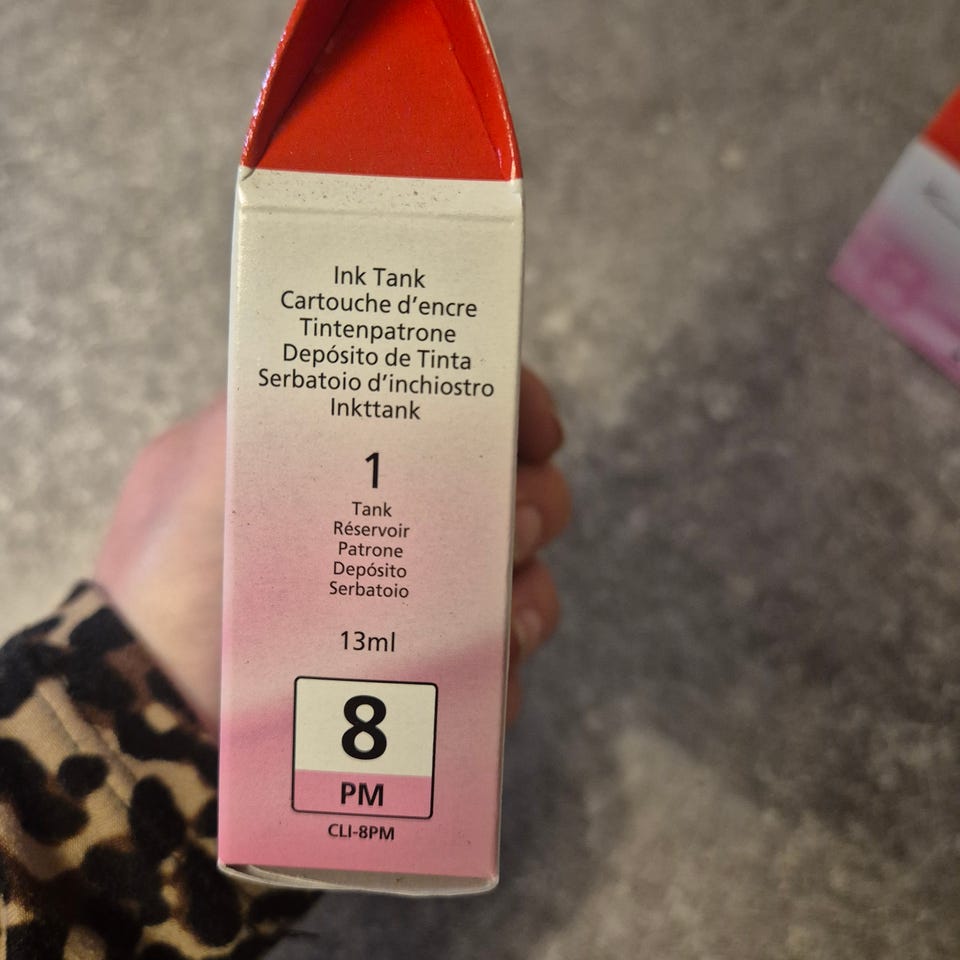 Ink Tank
Cartouche d'encre
Tintenpatrone
Depósito de Tinta
Serbatoio d'inchiostro
Inkttank
1
Tank
Réservoir
Patrone
Depósito
Serbatoio
13ml
8
PM
CLI-8PM